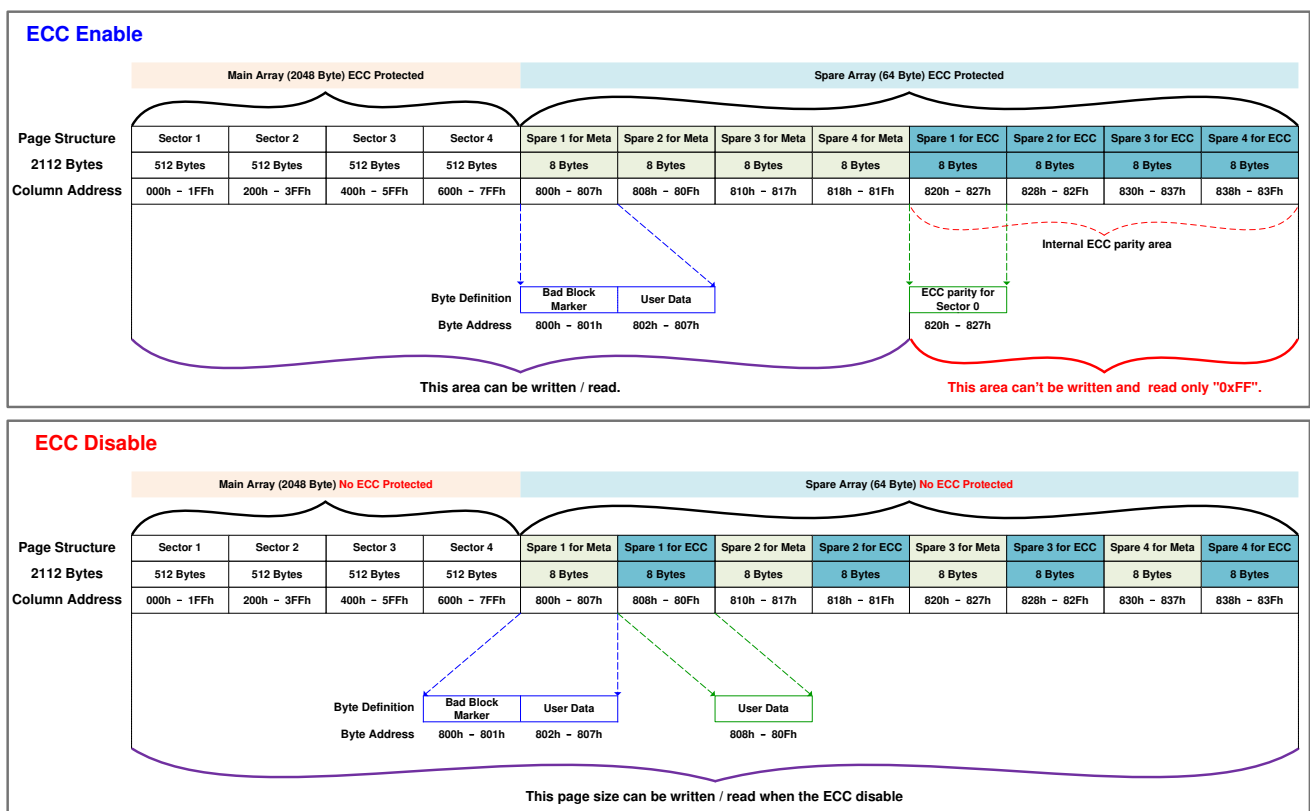 ECC Enable
Main Array (2048 Byte) ECC Protected Spare Array (64 Byte) ECC Protected
Page Structure Sector 1 Sector 2 Sector 3 Sector 4 Spare 1 for Meta Spare 2 for Meta Spare 3 for Meta Spare 4 for Meta Spare 1 for ECC Spare 2 for ECC Spare 3 for ECC Spare 4 for ECC
2112 Bytes 512 Bytes 512 Bytes 512 Bytes 512 Bytes 8 Bytes 8 Bytes 8 Bytes 8 Bytes 8 Bytes 8 Bytes 8 Bytes 8 Bytes
Column Address 000h - 1FFh 200h - 3FFh 400h - 5FFh 600h - 7FFh 800h - 807h 808h - 80Fh 810h - 817h 818h - 81Fh 820h - 827h 828h - 82Fh 830h - 837h 838h - 83Fh
Internal ECC parity area
Byte Definition Bad Block Marker User Data ECC parity for Sector 0
Byte Address 800h - 801h 802h - 807h 820h - 827h
This area can be written / read. This area can't be written and read only "0xFF".
ECC Disable
Main Array (2048 Byte) No ECC Protected Spare Array (64 Byte) No ECC Protected
Page Structure Sector 1 Sector 2 Sector 3 Sector 4 Spare 1 for Meta Spare 1 for ECC Spare 2 for Meta Spare 2 for ECC Spare 3 for Meta Spare 3 for ECC Spare 4 for Meta Spare 4 for ECC
2112 Bytes 512 Bytes 512 Bytes 512 Bytes 512 Bytes 8 Bytes 8 Bytes 8 Bytes 8 Bytes 8 Bytes 8 Bytes 8 Bytes 8 Bytes
Column Address 000h - 1FFh 200h - 3FFh 400h - 5FFh 600h - 7FFh 800h - 807h 808h - 80Fh 810h - 817h 818h - 81Fh 820h - 827h 828h - 82Fh 830h - 837h 838h - 83Fh
Byte Definition Bad Block Marker User Data User Data
Byte Address 800h - 801h 802h - 807h 808h - 80Fh
This page size can be written / read when the ECC disable